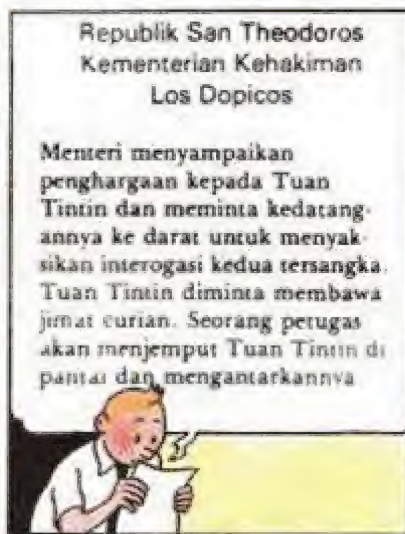 Republik San Theodoros
Kementerian Kehakiman
Los Dopicos
Menteri menyampaikan
penghargaan kepada Tuan
Tintin dan meminta kedatang-
annya ke darat untuk menyak-
sikan interogasi kedua tersangka.
Tuan Tintin diminta membawa
jimat curian. Seorang petugas
akan menjemput Tuan Tintin di
pantai dan mengantarkannya